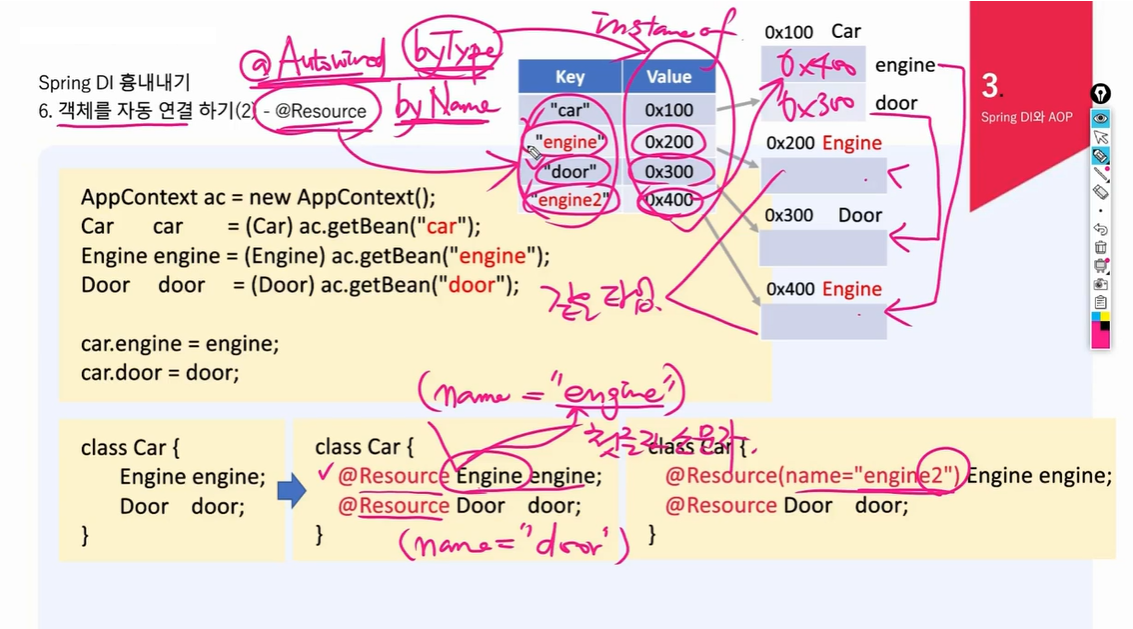 instance of
@Autowired byType
0x100 Car
Spring DI 흉내내기
6. 객체를 자동 연결 하기(2) - @Resource
by Name
Key Value
"car" 0x100
"engine" 0x200
"door" 0x300
"engine2" 0x400
0x400 engine
0x300 door
0x200 Engine
0x300 Door
0x400 Engine
3.
Spring DI와 AOP
AppContext ac = new AppContext();
Car car = (Car) ac.getBean("car");
Engine engine = (Engine) ac.getBean("engine");
Door door = (Door) ac.getBean("door");
같은 타입.
car.engine = engine;
car.door = door;
(name = "engine")
첫글자 소문자.
class Car {
Engine engine;
Door door;
}
class Car {
@Resource Engine engine;
@Resource Door door;
}
(name="door")
class Car {
@Resource(name="engine2") Engine engine;
@Resource Door door;
}